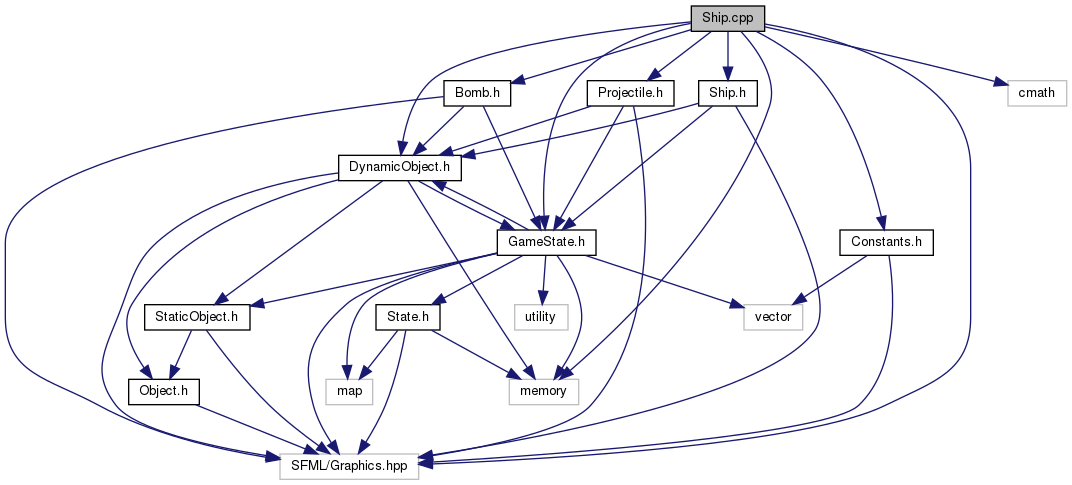 Ship.cpp
Bomb.h
Projectile.h
Ship.h
cmath
DynamicObject.h
GameState.h
Constants.h
StaticObject.h
State.h
utility
vector
Object.h
map
memory
SFML/Graphics.hpp